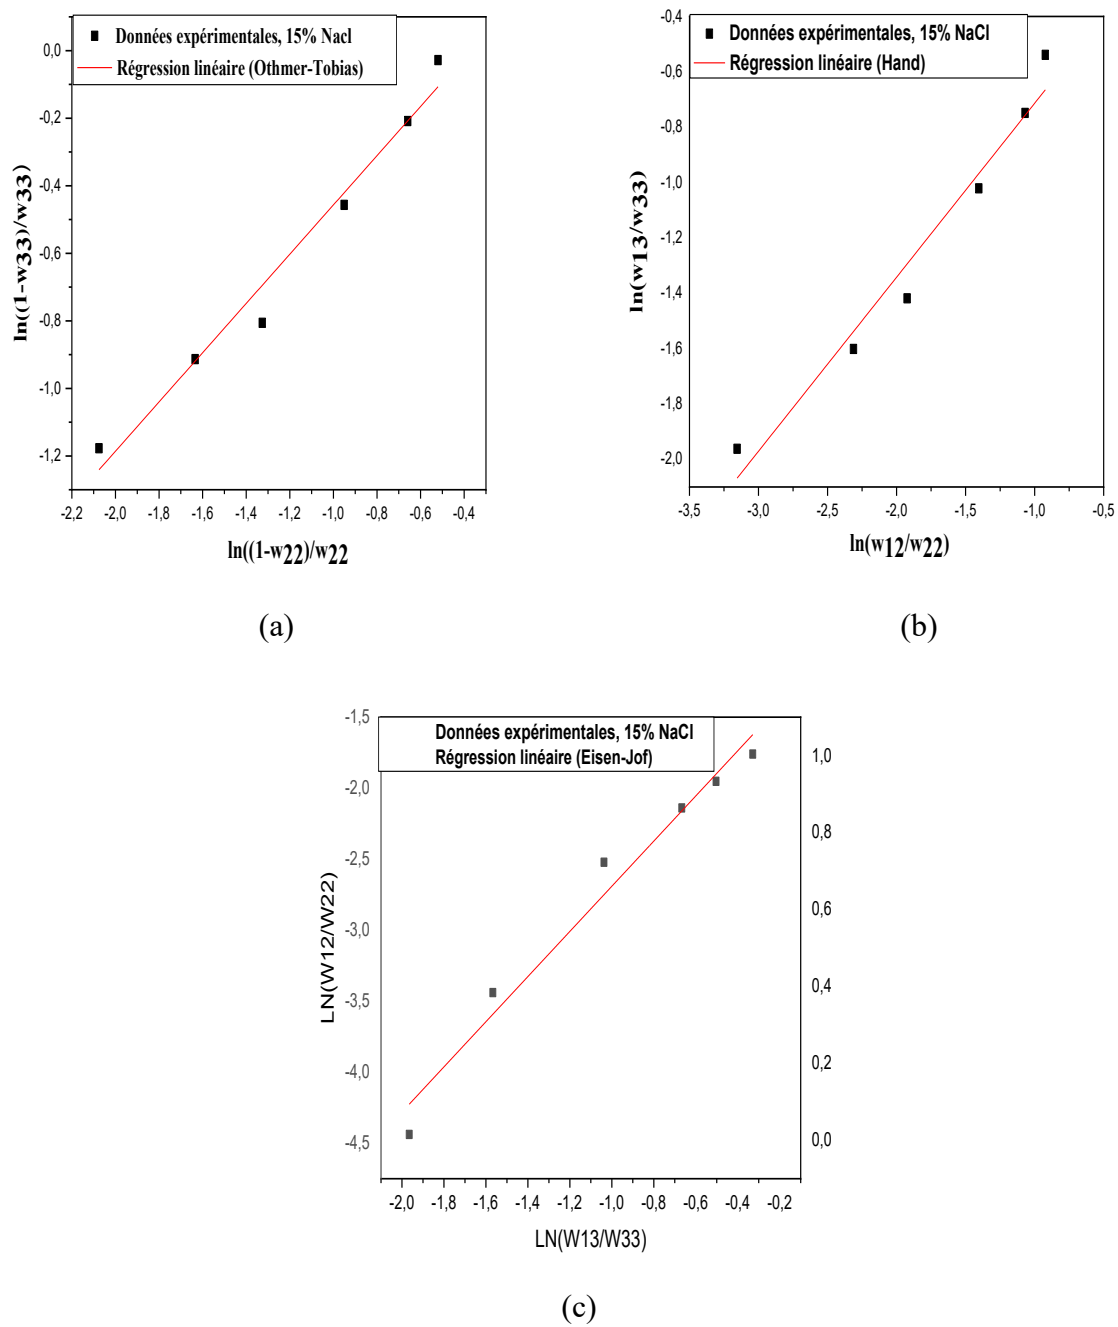 Données expérimentales, 15% Nacl
Régression linéaire (Othmer-Tobias)
0,0
-0,2
-0,4
-0,6
-0,8
-1,0
-1,2
ln((1-w33)/w33)
-2,2 -2,0 -1,8 -1,6 -1,4 -1,2 -1,0 -0,8 -0,6 -0,4
ln((1-w22)/w22
(a)
Données expérimentales, 15% NaCl
Régression linéaire (Hand)
-0,4
-0,6
-0,8
-1,0
-1,2
-1,4
-1,6
-1,8
-2,0
ln(w13/w33)
-3,5 -3,0 -2,5 -2,0 -1,5 -1,0 -0,5
ln(w12/w22)
(b)
Données expérimentales, 15% NaCl
Régression linéaire (Eisen-Jof)
-1,5
-2,0
-2,5
-3,0
-3,5
-4,0
-4,5
LN(W12/W22)
1,0
0,8
0,6
0,4
0,2
0,0
-2,0 -1,8 -1,6 -1,4 -1,2 -1,0 -0,8 -0,6 -0,4 -0,2
LN(W13/W33)
(c)